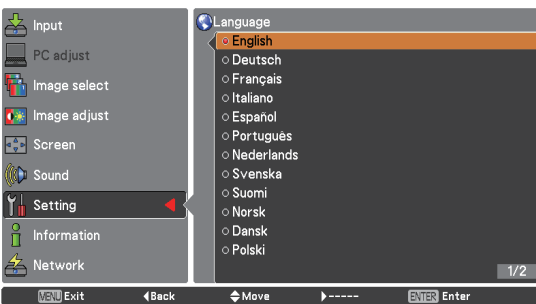 Input
PC adjust
Image select
Image adjust
Screen
Sound
Setting
Information
Network
Language
English
Deutsch
Français
Italiano
Español
Português
Nederlands
Svenska
Suomi
Norsk
Dansk
Polski
1/2
MENU Exit
Back
Move
-----
ENTER Enter